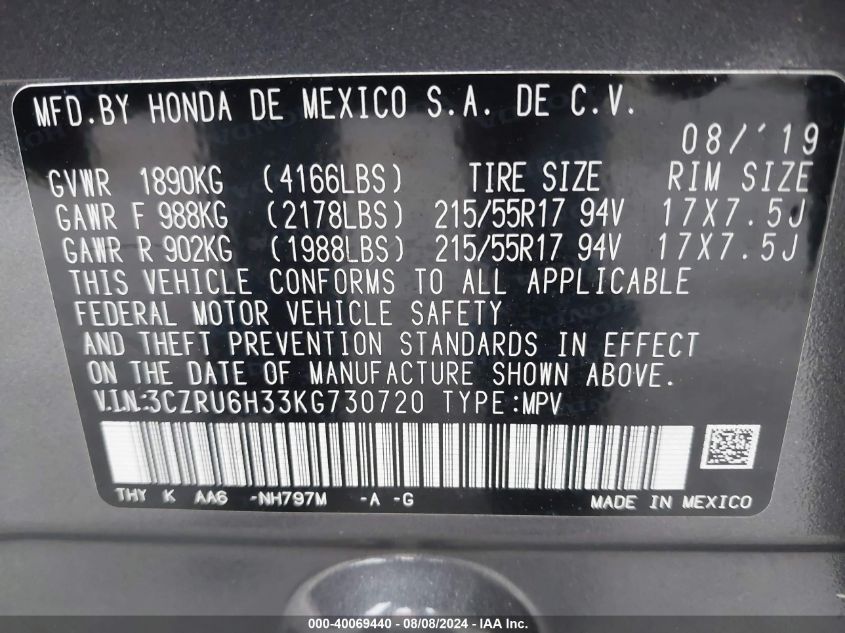 MFD.BY HONDA DE MEXICO S.A. DE C.V.
08/'19
GVWR 1890KG (4166LBS) TIRE SIZE RIM SIZE
GAWR F 988KG (2178LBS) 215/55R17 94V 17X7.5J
GAWR R 902KG (1988LBS) 215/55R17 94V 17X7.5J
THIS VEHICLE CONFORMS TO ALL APPLICABLE
FEDERAL MOTOR VEHICLE SAFETY
AND THEFT PREVENTION STANDARDS IN EFFECT
ON THE DATE OF MANUFACTURE SHOWN ABOVE.
V.I.N:3CZRU6H33KG730720 TYPE:MPV
THY K AA6 -NH797M -A -G MADE IN MEXICO
000-40069440 - 08/08/2024 - IAA Inc.